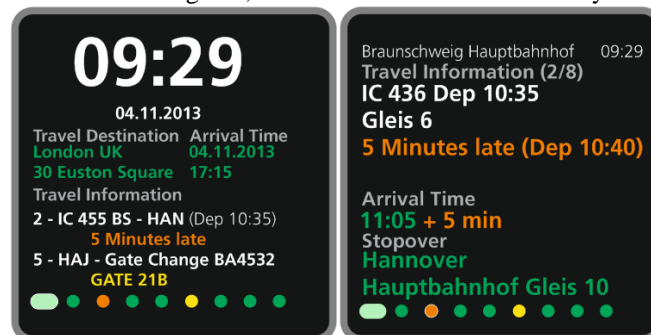 09:29
04.11.2013
Travel Destination Arrival Time
London UK 04.11.2013
30 Euston Square 17:15
Travel Information
2 - IC 455 BS - HAN (Dep 10:35)
5 Minutes late
5 - HAJ - Gate Change BA4532
GATE 21B
Braunschweig Hauptbahnhof 09:29
Travel Information (2/8)
IC 436 Dep 10:35
Gleis 6
5 Minutes late (Dep 10:40)
Arrival Time
11:05 + 5 min
Stopover
Hannover
Hauptbahnhof Gleis 10